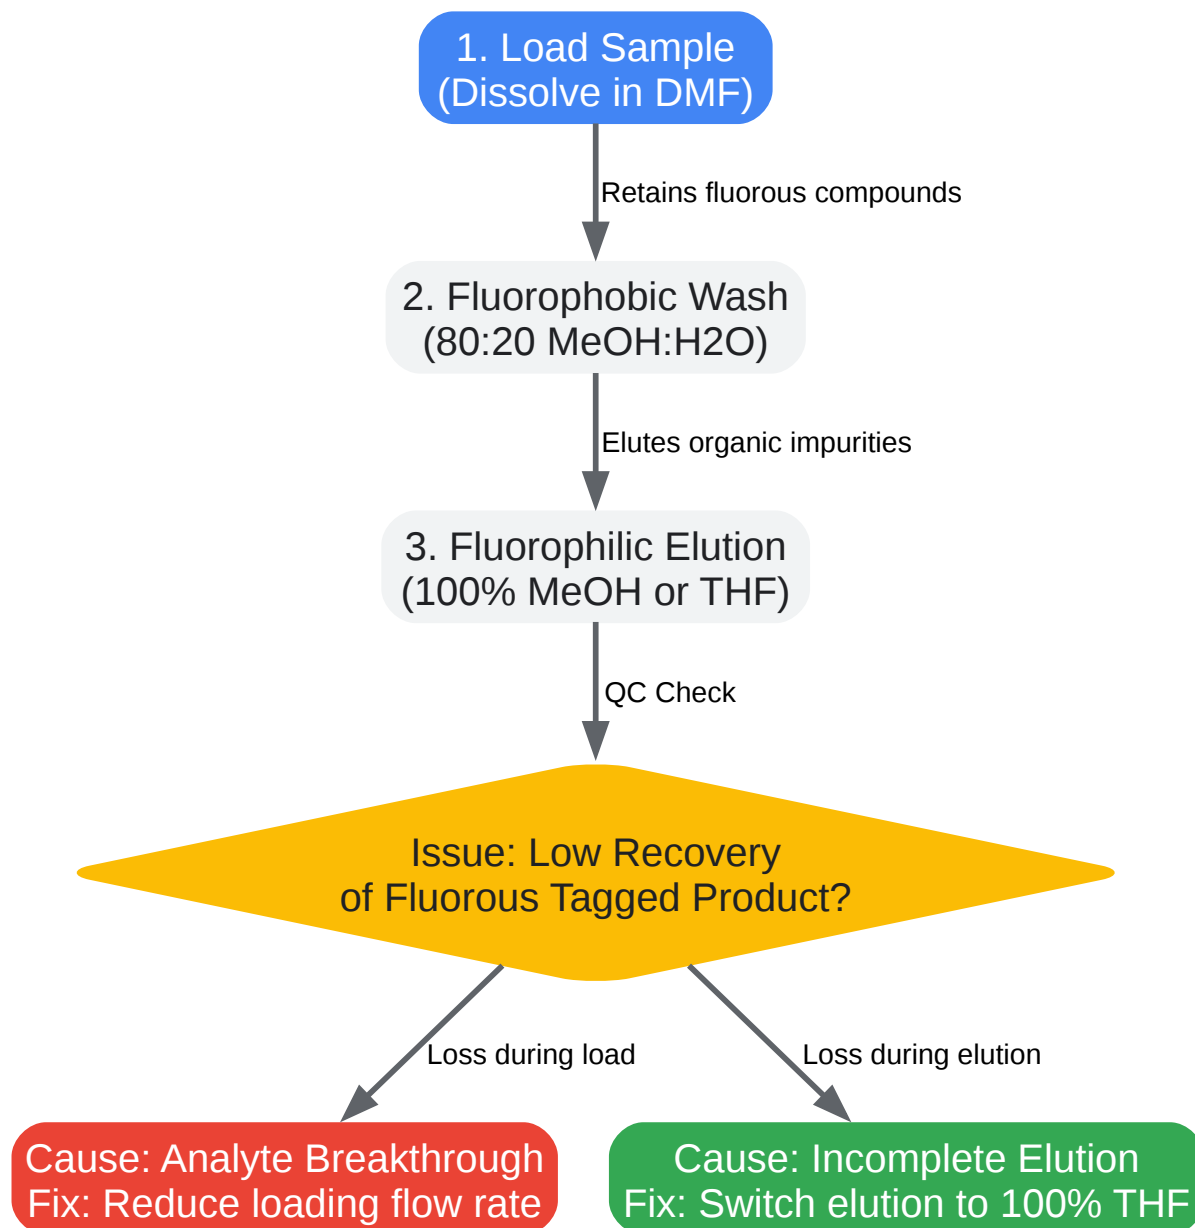 1. Load Sample
(Dissolve in DMF)
Retains fluorous compounds
2. Fluorophobic Wash
(80:20 MeOH:H2O)
Elutes organic impurities
3. Fluorophilic Elution
(100% MeOH or THF)
QC Check
Issue: Low Recovery
of Fluorous Tagged Product?
Loss during load
Loss during elution
Cause: Analyte Breakthrough
Fix: Reduce loading flow rate
Cause: Incomplete Elution
Fix: Switch elution to 100% THF